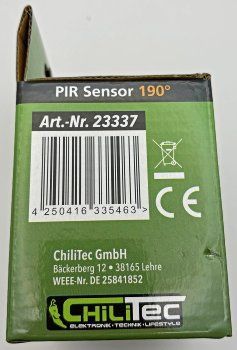 PIR Sensor 190°
Art.-Nr. 23337
4 250416 335463 >
CE
ChiliTec GmbH
Bäckerberg 12 • 38165 Lehre
WEEE-Nr. DE 25841852
CHILITEC
ELEKTRONIK • TECHNIK • LIFESTYLE